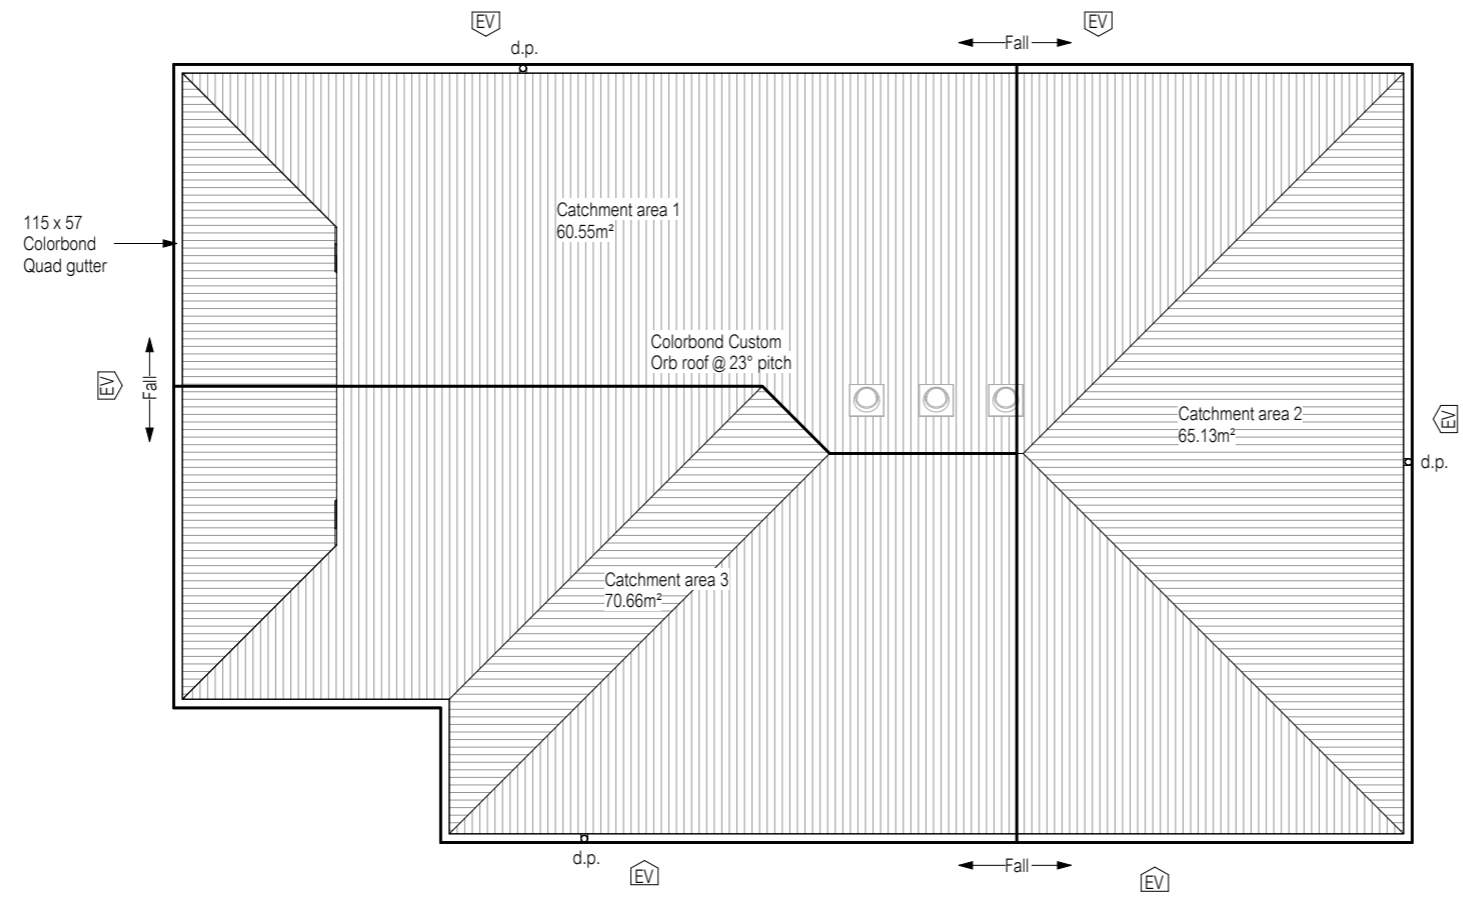 EV
EV
d.p.
Fall
Catchment area 1
60.55m²
115 x 57
Colorbond
Quad gutter
Colorbond Custom
Orb roof @ 23° pitch
EV
Fall
Catchment area 2
65.13m²
EV
d.p.
Catchment area 3
70.66m²
d.p.
Fall
EV
EV